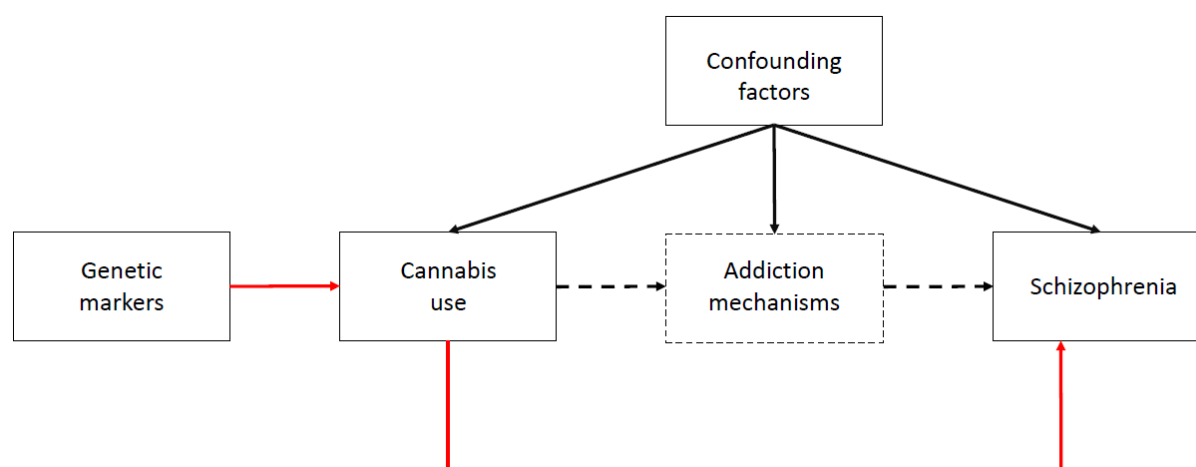 Confounding
factors
Genetic
markers
Cannabis
use
Addiction
mechanisms
Schizophrenia